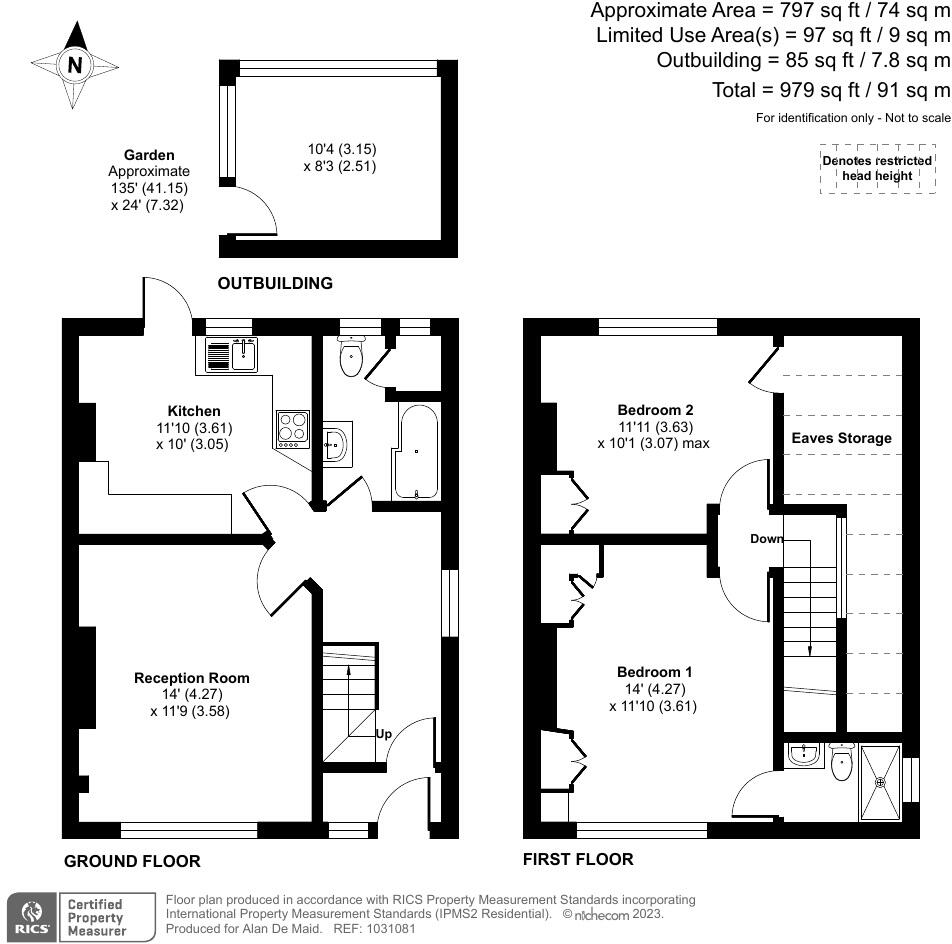 Approximate Area = 797 sq ft / 74 sq m
Limited Use Area(s) = 97 sq ft / 9 sq m
Outbuilding = 85 sq ft / 7.8 sq m
Total = 979 sq ft / 91 sq m
For identification only - Not to scale
Denotes restricted
head height
N
Garden
Approximate
135' (41.15)
x 24' (7.32)
10'4 (3.15)
x 8'3 (2.51)
OUTBUILDING
Kitchen
11'10 (3.61)
x 10' (3.05)
Reception Room
14' (4.27)
x 11'9 (3.58)
Up
GROUND FLOOR
Bedroom 2
11'11 (3.63)
x 10'1 (3.07) max
Eaves Storage
Down
Bedroom 1
14' (4.27)
x 11'10 (3.61)
FIRST FLOOR
RICS
Certified
Property
Measurer
Floor plan produced in accordance with RICS Property Measurement Standards incorporating
International Property Measurement Standards (IPMS2 Residential). © nichecom 2023.
Produced for Alan De Maid. REF: 1031081